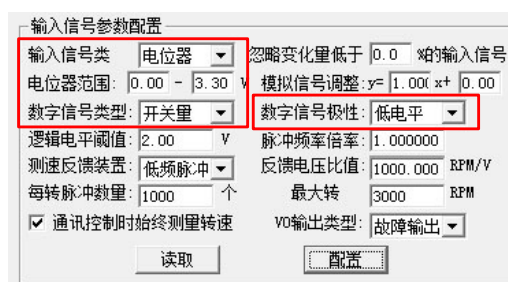 输入信号参数配置
输入信号类 电位器 忽略变化量低于 0.0 %的输入信号
电位器范围: 0.00 - 3.30 V 模拟信号调整:y= 1.00( x+ 0.00
数字信号类型: 开关量 数字信号极性: 低电平
逻辑电平阈值: 2.00 V 脉冲频率倍率: 1.000000
测速反馈装置: 低频脉冲 反馈电压比值: 1000.000 RPM/V
每转脉冲数量: 1000 个 最大转 3000 RPM
通讯控制时始终测量转速 VO输出类型: 故障输出
读取 配置